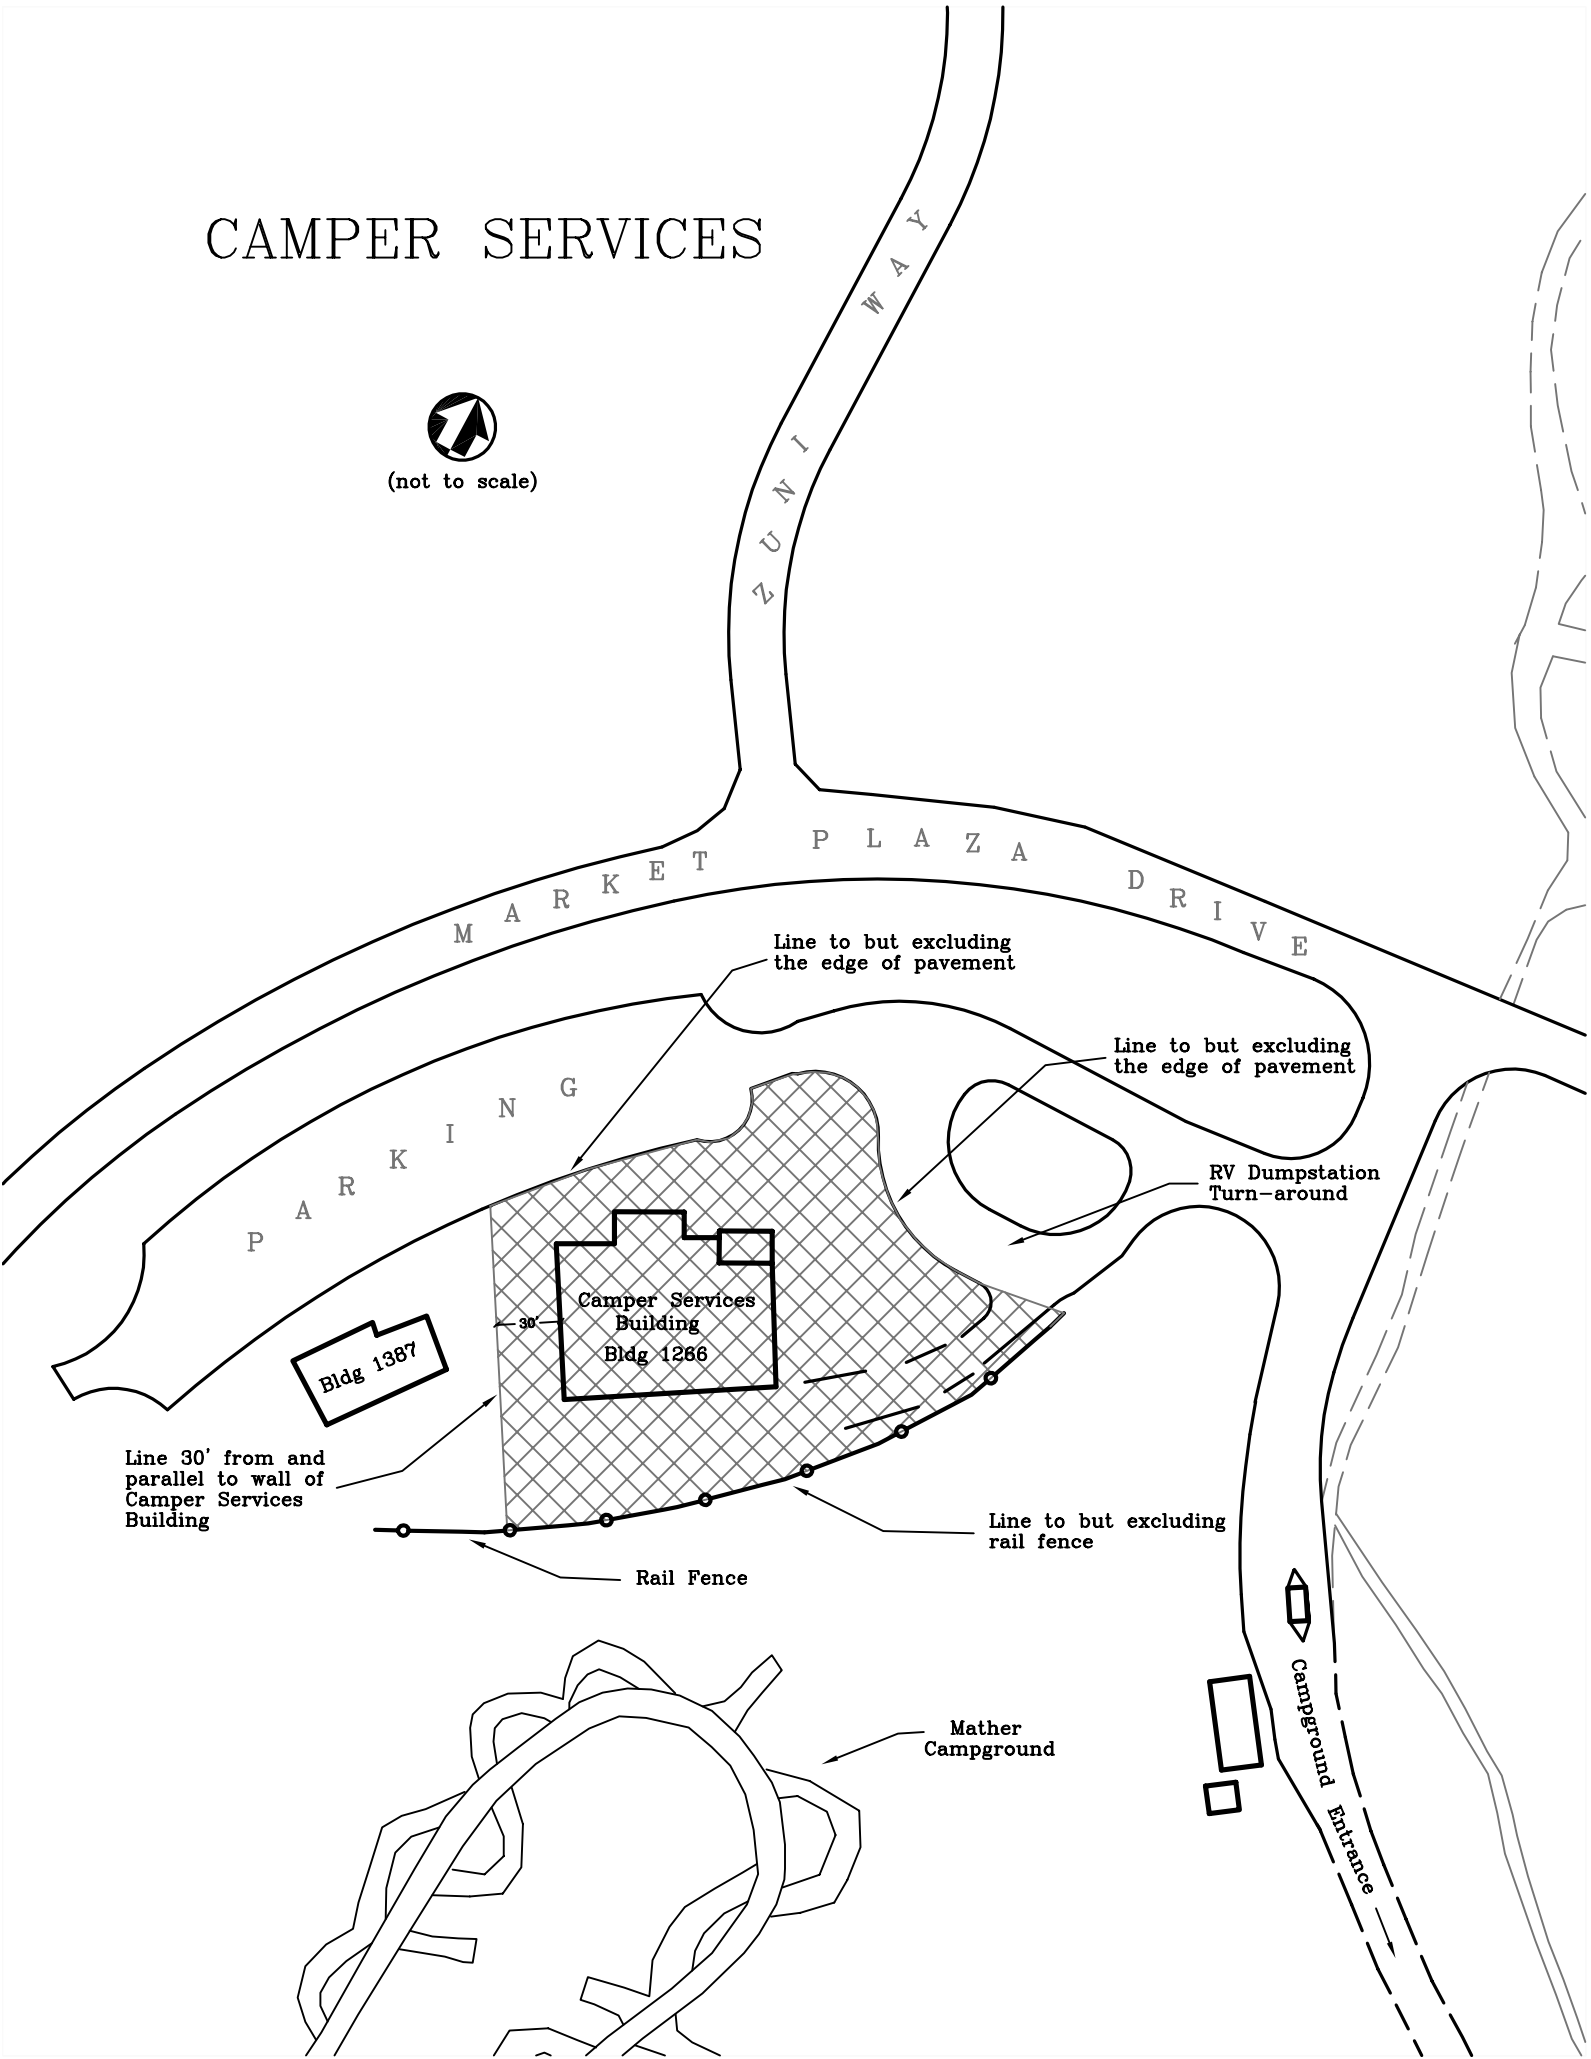 CAMPER SERVICES
ZUNI WAY
(not to scale)
MARKET PLAZA DRIVE
Line to but excluding
the edge of pavement
Line to but excluding
the edge of pavement
PARKING
RV Dumpstation
Turn-around
Camper Services
Building
Bldg 1266
30'
Bldg 1387
Line 30' from and
parallel to wall of
Camper Services
Building
Line to but excluding
rail fence
Rail Fence
Campground Entrance
Mather
Campground